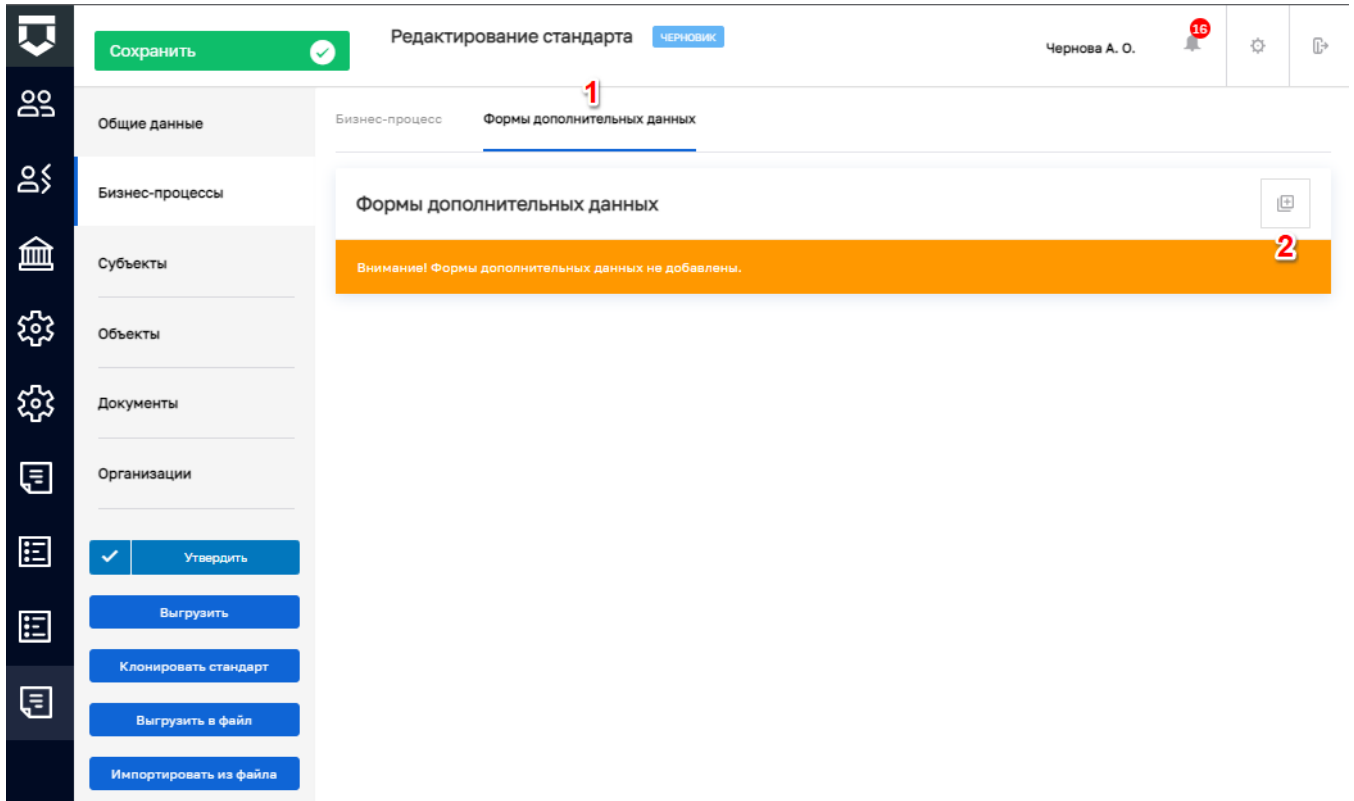 Сохранить
Редактирование стандарта
ЧЕРНОВИК
Чернова А. О.
16
1
Общие данные
Бизнес-процесс
Формы дополнительных данных
Бизнес-процессы
Формы дополнительных данных
2
Субъекты
Внимание! Формы дополнительных данных не добавлены.
Объекты
Документы
Организации
Утвердить
Выгрузить
Клонировать стандарт
Выгрузить в файл
Импортировать из файла